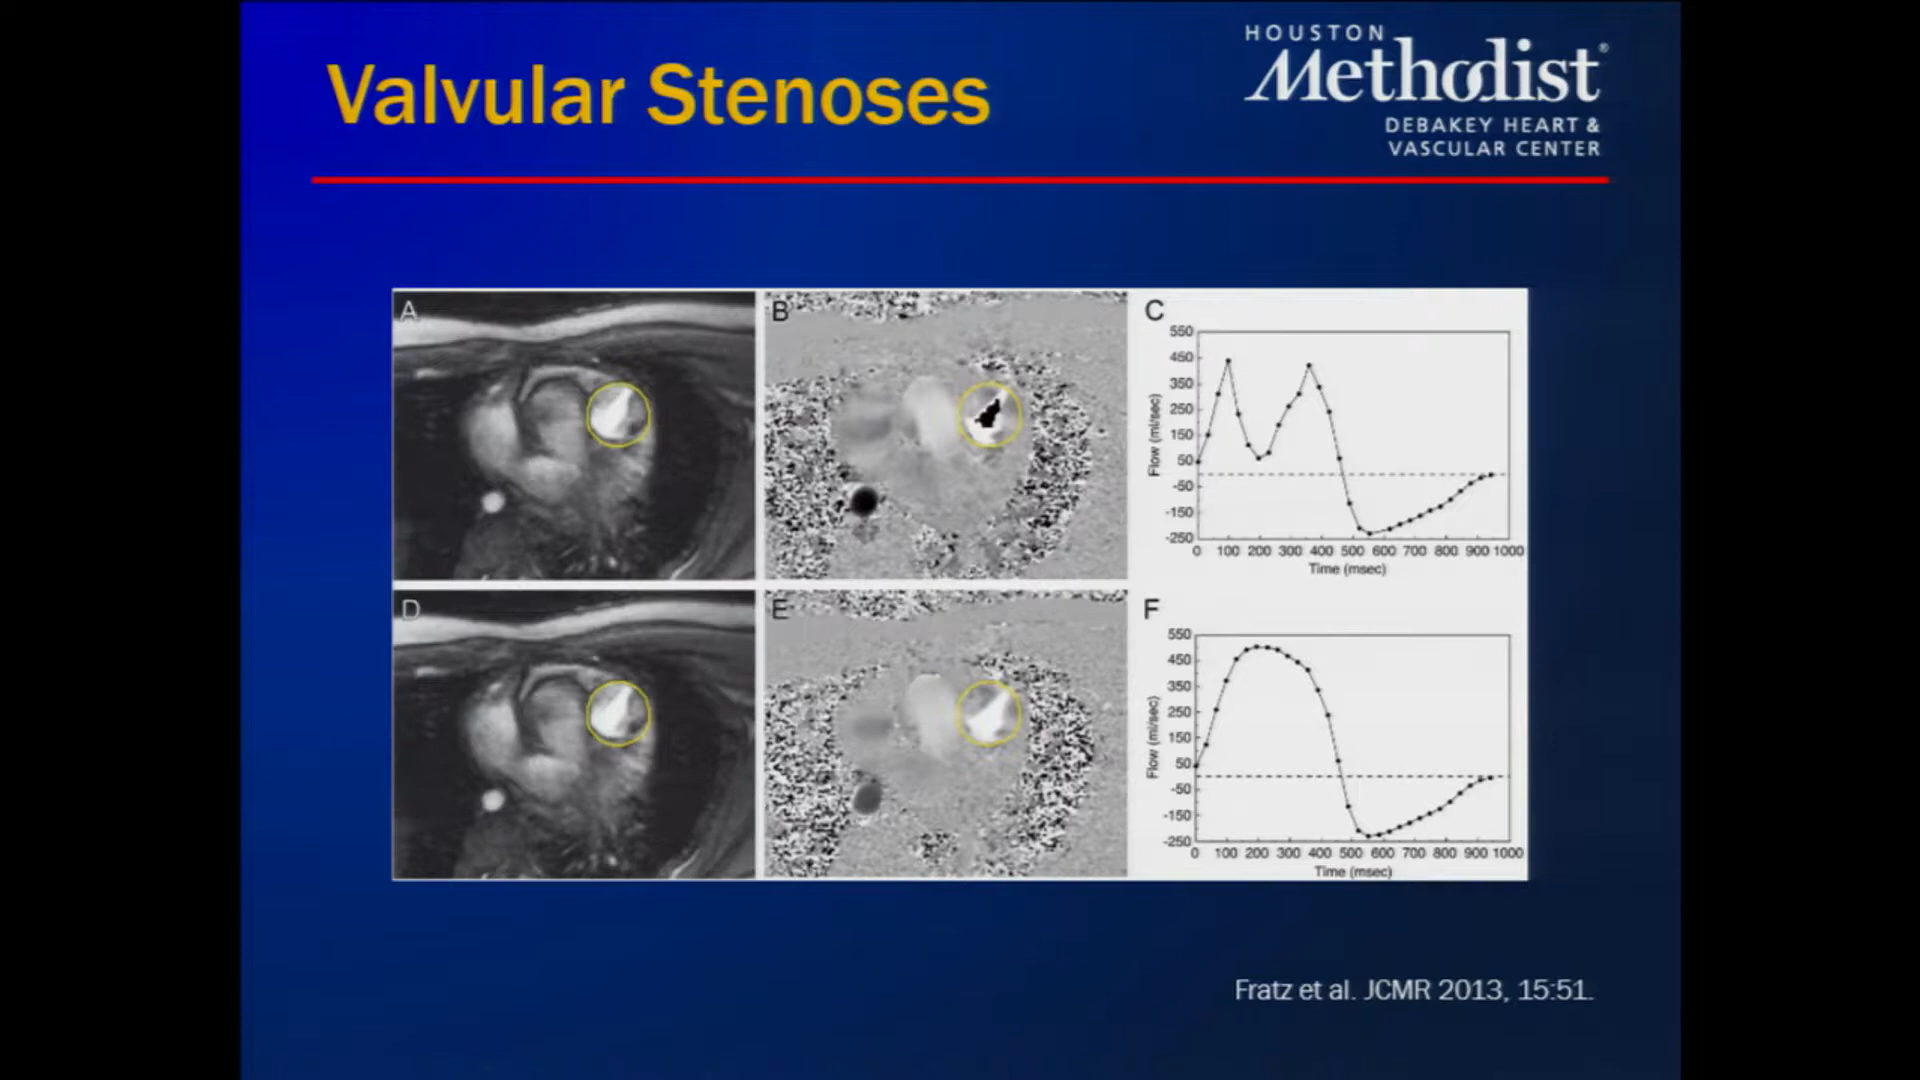 Valvular Stenoses
HOUSTON
Methodist®
DEBAKEY HEART &
VASCULAR CENTER
A
B
C
550
450
350
250
150
50
-50
-150
-250
Flow (ml/sec)
0 100 200 300 400 500 600 700 800 900 1000
Time (msec)
D
E
F
550
450
350
250
150
50
-50
-150
-250
Flow (ml/sec)
0 100 200 300 400 500 600 700 800 900 1000
Time (msec)
Fratz et al. JCMR 2013, 15:51.